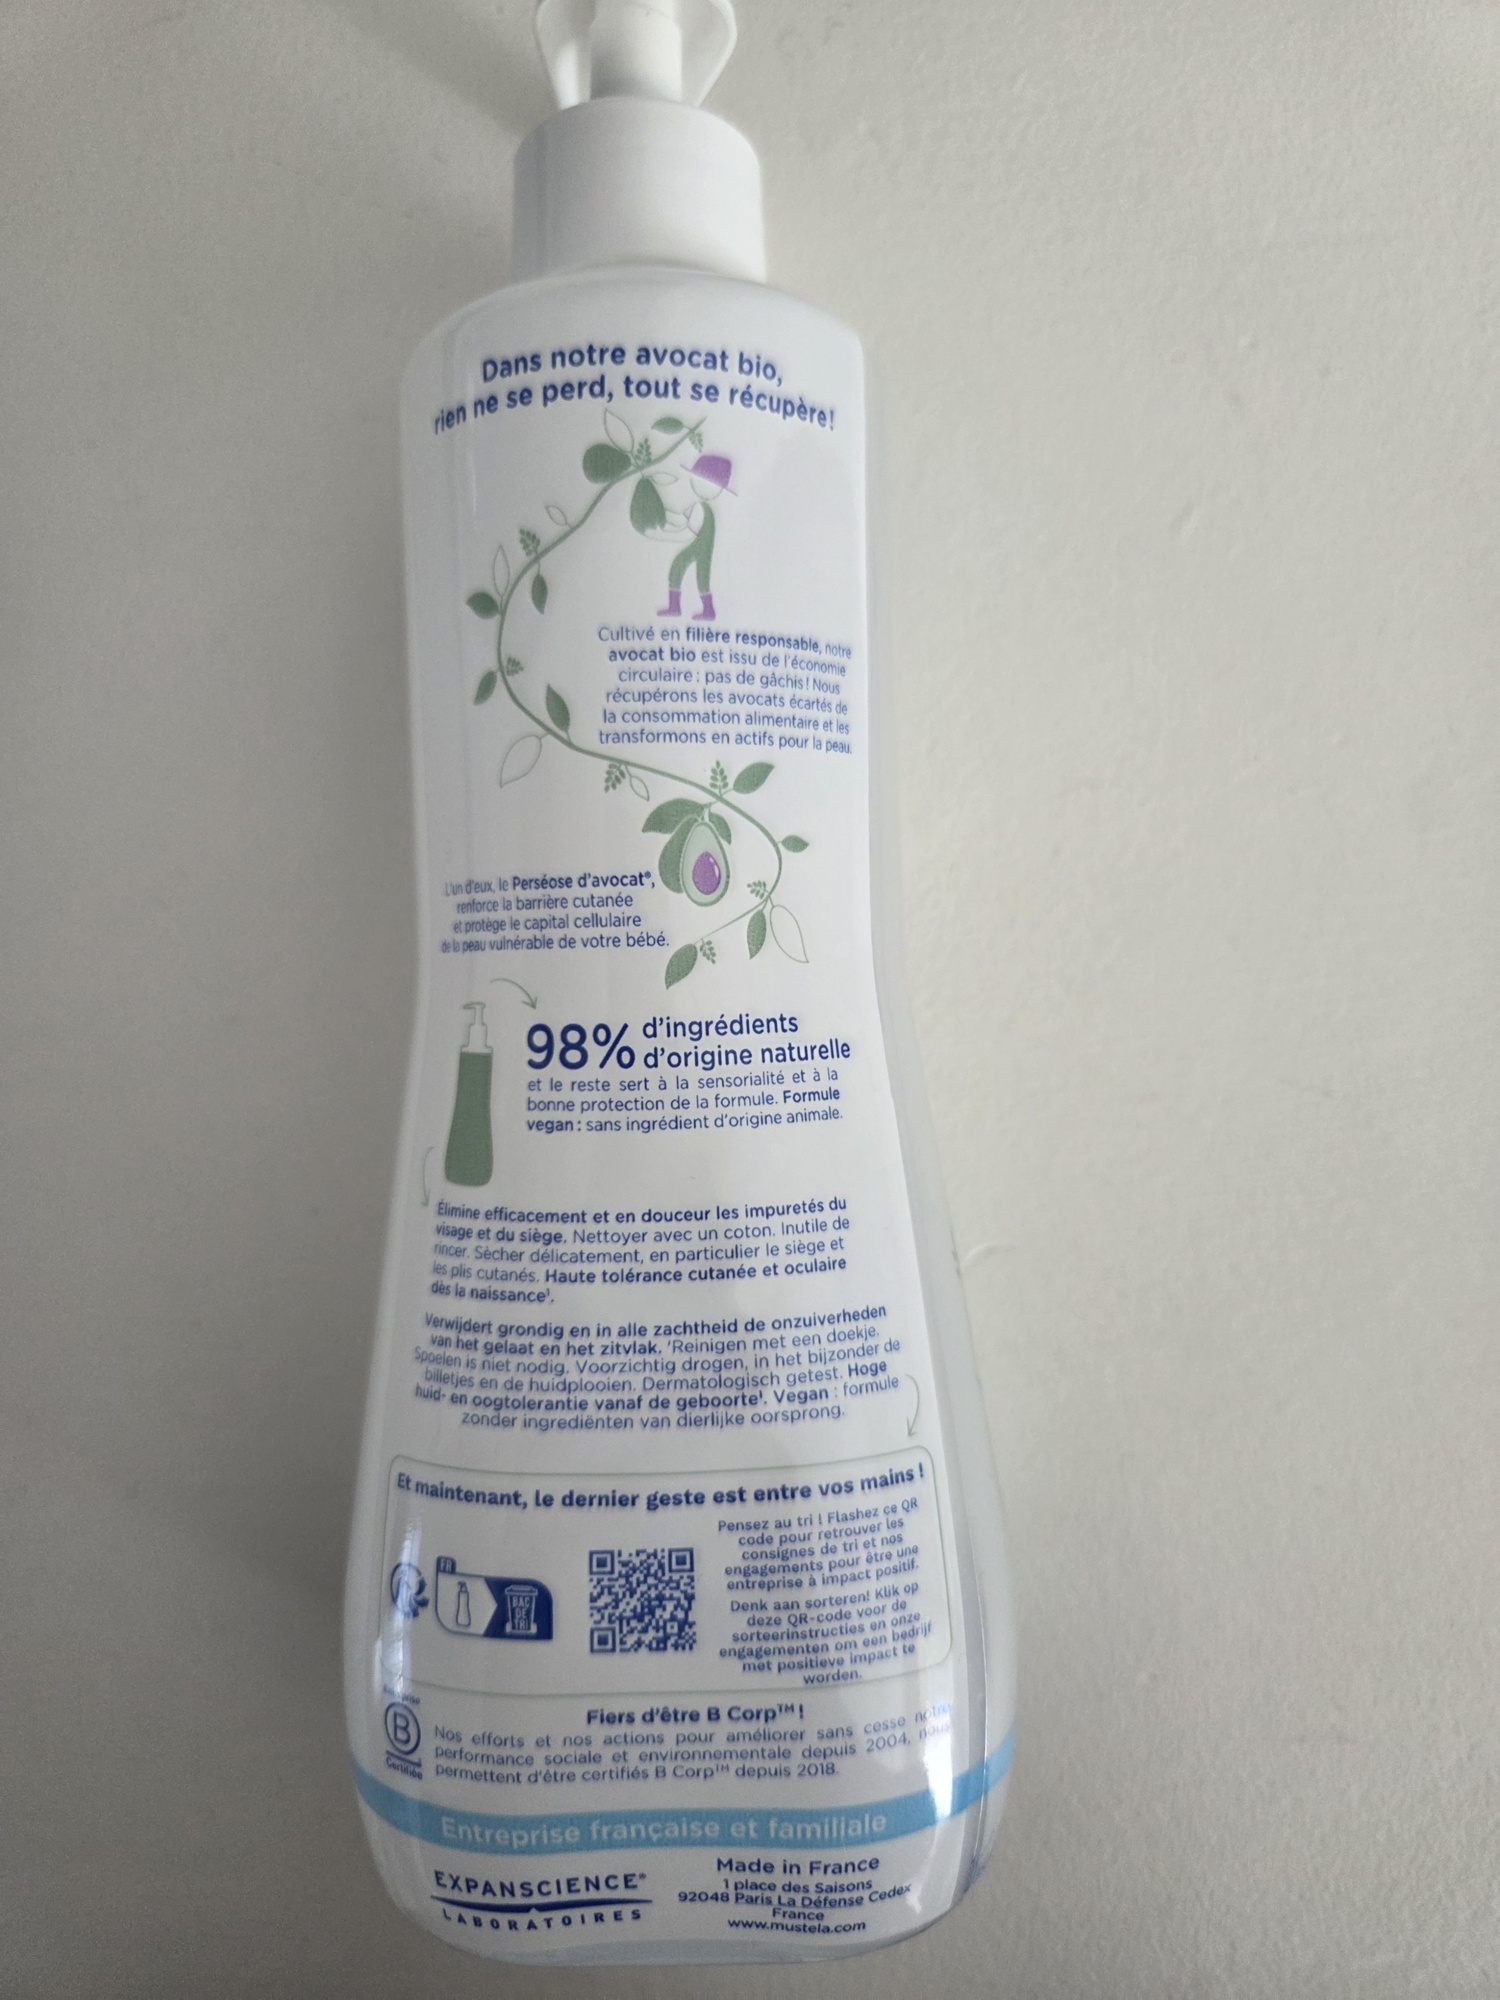 Dans notre avocat bio,
rien ne se perd, tout se récupère!
Cultivé en filière responsable, notre
avocat bio est issu de l'économie
circulaire : pas de gâchis! Nous
récupérons les avocats écartés de
la consommation alimentaire et les
transformons en actifs pour la peau.
L'un d'eux, le Perséose d'avocat®,
renforce la barrière cutanée
et protège le capital cellulaire
de la peau vulnérable de votre bébé.
98% d'ingrédients
d'origine naturelle
et le reste sert à la sensorialité et à la
bonne protection de la formule. Formule
vegan : sans ingrédient d'origine animale.
Élimine efficacement et en douceur les impuretés du
visage et du siège. Nettoyer avec un coton. Inutile de
rincer. Sècher délicatement, en particulier le siège et
les plis cutanés. Haute tolérance cutanée et oculaire
dès la naissance¹.
Verwijdert grondig en in alle zachtheid de onzuiverheden
van het gelaat en het zitvlak. 'Reinigen met een doekje.
Spoelen is niet nodig. Voorzichtig drogen, in het bijzonder de
billetjes en de huidplooien. Dermatologisch getest. Hoge
huid- en oogtolerantie vanaf de geboorte¹. Vegan : formule
zonder ingrediënten van dierlijke oorsprong.
Et maintenant, le dernier geste est entre vos mains !
FR
BAC
DE
TRI
Pensez au tri ! Flashez ce QR
code pour retrouver les
consignes de tri et nos
engagements pour être une
entreprise à impact positif.
Denk aan sorteren! Klik op
deze QR-code voor de
sorteerinstructies en onze
engagementen om een bedrijf
met positieve impact te
worden.
Entreprise
B
Certifiée
Fiers d'être B Corp™ !
Nos efforts et nos actions pour améliorer sans cesse notre
performance sociale et environnementale depuis 2004, nous
permettent d'être certifiés B Corp™ depuis 2018.
Entreprise française et familiale
EXPANSCIENCE®
LABORATOIRES
Made in France
1 place des Saisons
92048 Paris La Défense Cedex
France
www.mustela.com